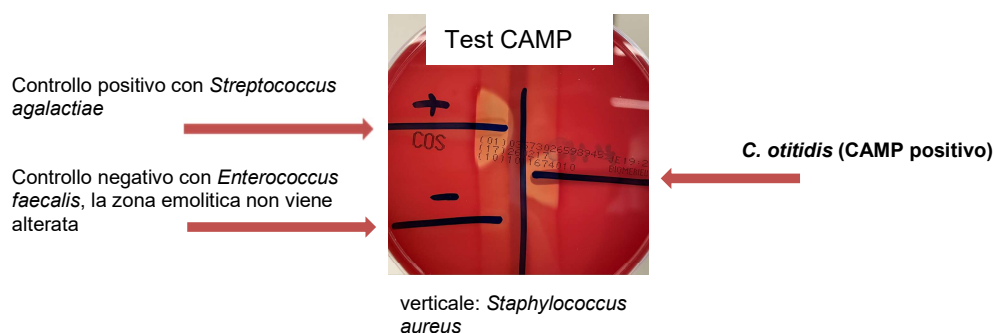 Test CAMP
Controllo positivo con Streptococcus
agalactiae
+
COS
C. otitidis (CAMP positivo)
Controllo negativo con Enterococcus
faecalis, la zona emolitica non viene
alterata
-
verticale: Staphylococcus
aureus